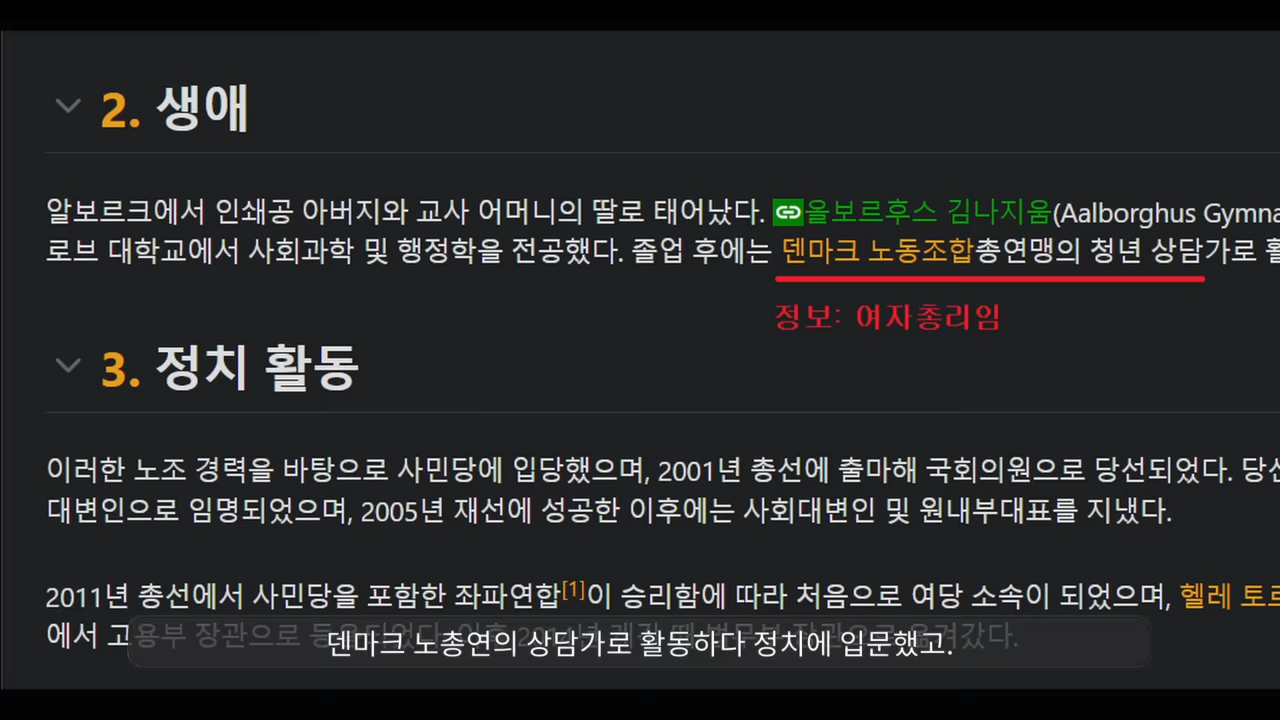 2. 생애
알보르크에서 인쇄공 아버지와 교사 어머니의 딸로 태어났다. 올보르후스 김나지움(Aalborghus Gymna
로브 대학교에서 사회과학 및 행정학을 전공했다. 졸업 후에는 덴마크 노동조합총연맹의 청년 상담가로 활
정보: 여자총리임
3. 정치 활동
이러한 노조 경력을 바탕으로 사민당에 입당했으며, 2001년 총선에 출마해 국회의원으로 당선되었다. 당선
대변인으로 임명되었으며, 2005년 재선에 성공한 이후에는 사회대변인 및 원내부대표를 지냈다.
2011년 총선에서 사민당을 포함한 좌파연합[1]이 승리함에 따라 처음으로 여당 소속이 되었으며, 헬레 토르
에서 고용부 장관으로
덴마크 노총연의 상담가로 활동하다 정치에 입문했고.